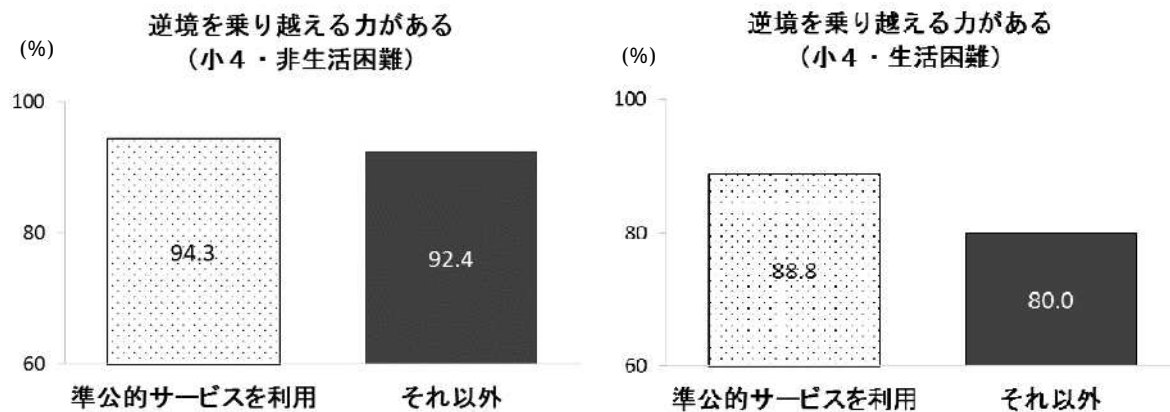 逆境を乗り越える力がある
(%)
（小４・非生活困難）
100
80
60
94.3
92.4
準公的サービスを利用
それ以外
逆境を乗り越える力がある
(%)
（小４・生活困難）
100
80
60
88.8
80.0
準公的サービスを利用
それ以外